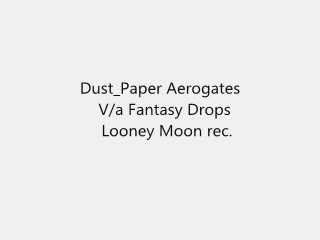 Dust_Paper Aerogates
V/a Fantasy Drops
Looney Moon rec.